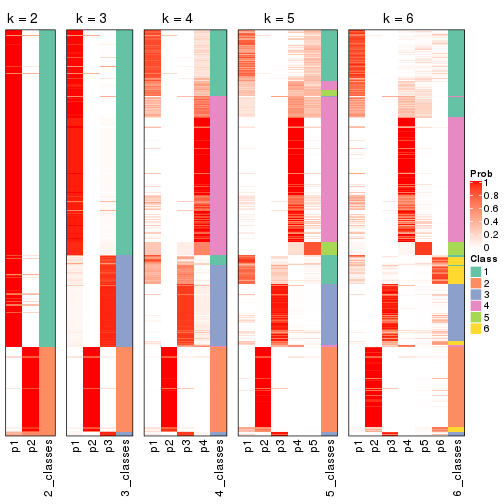 k = 2
k = 3
k = 4
k = 5
k = 6
Prob
1
0.8
0.6
0.4
0.2
0
Class
1
2
3
4
5
6
p1
p2
2_classes
p1
p2
p3
3_classes
p1
p2
p3
p4
4_classes
p1
p2
p3
p4
p5
5_classes
p1
p2
p3
p4
p5
p6
6_classes